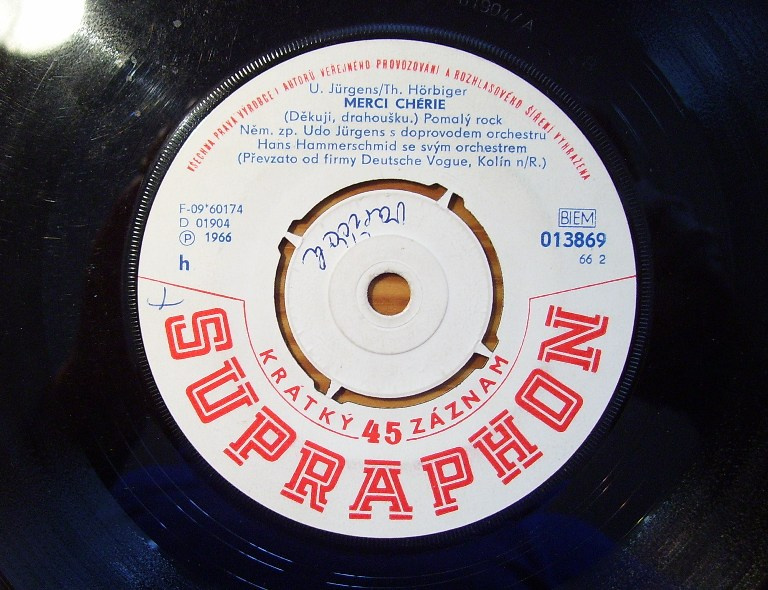 VŠECHNA PRÁVA VÝROBCE I AUTORŮ VEŘEJNÉHO PROVOZOVÁNÍ A ROZHLASOVÉHO ŠÍŘENÍ VYHRAŽENA
U. Jürgens/Th. Hörbiger
MERCI CHÉRIE
(Děkuji, drahoušku.) Pomalý rock
Něm. zp. Udo Jürgens s doprovodem orchestru
Hans Hammerschmid se svým orchestrem
(Převzato od firmy Deutsche Vogue, Kolín n/R.)
F-09*60174
D 01904
Ⓟ 1966
h
BIEM
013869
66 2
KRÁTKÝ 45 ZÁZNAM
SUPRAPHON